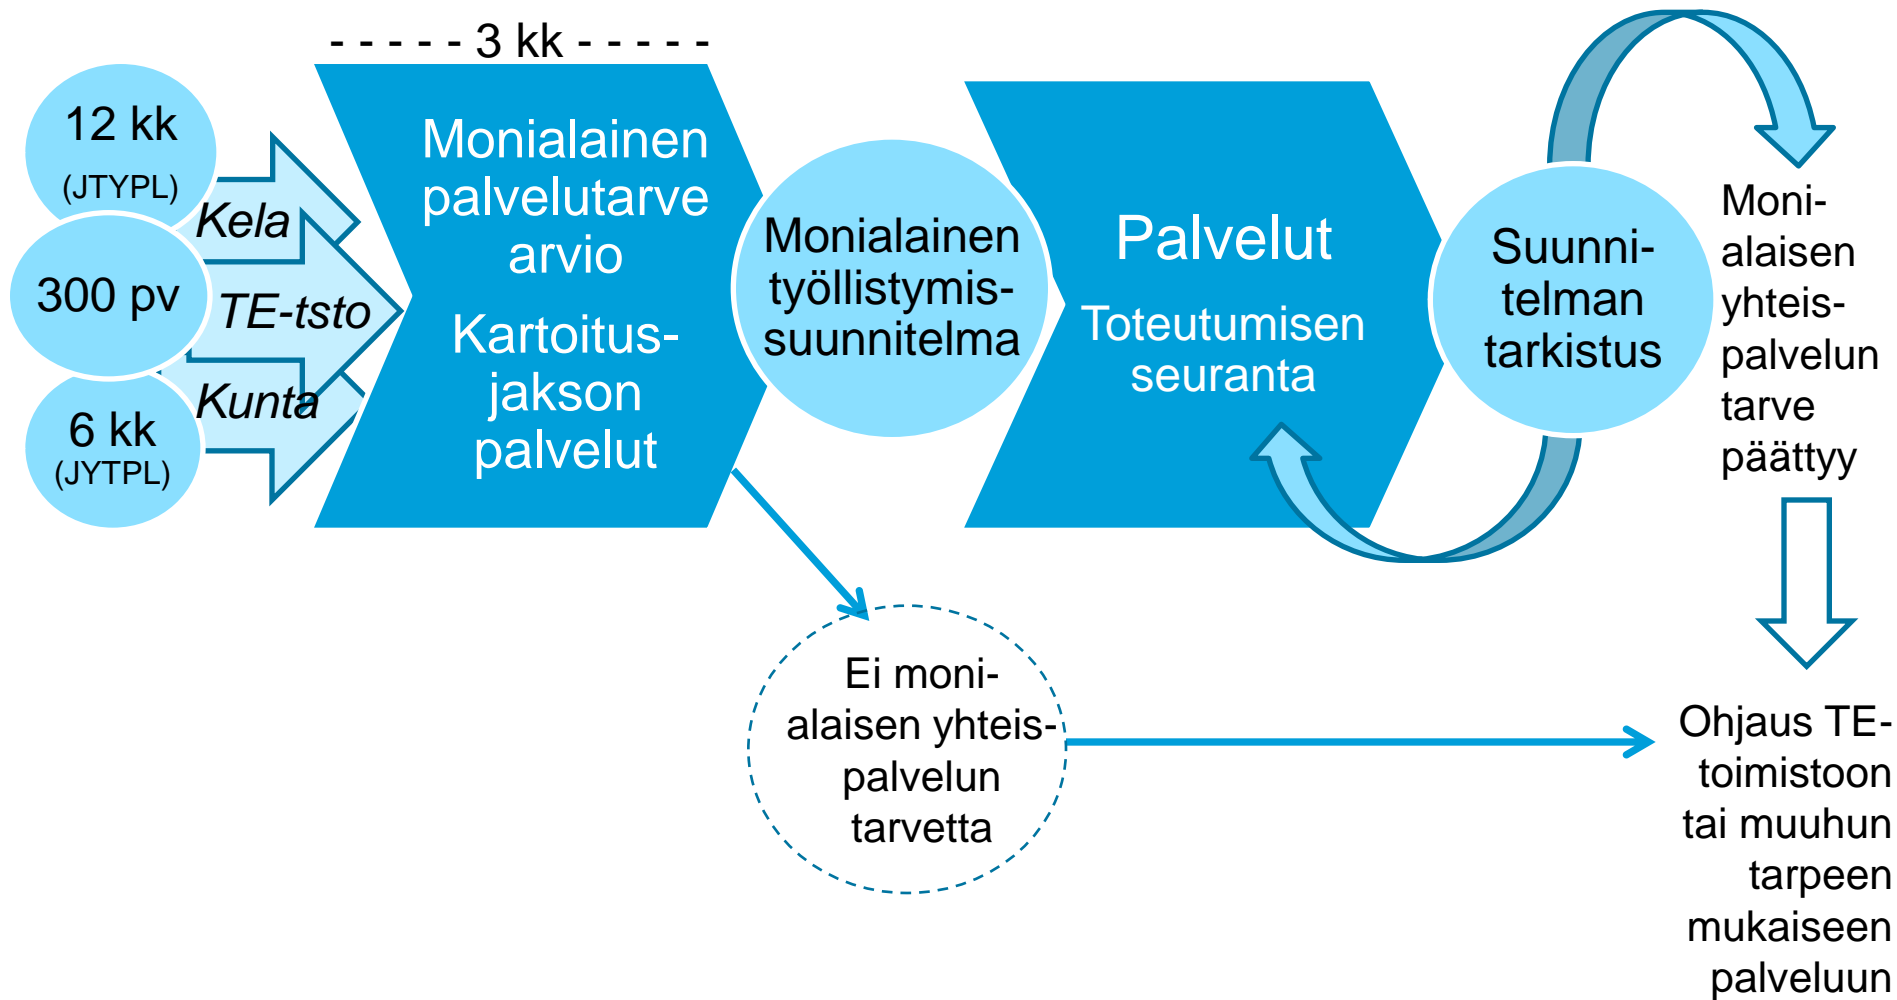 - - - - - 3 kk - - - - -
12 kk
(JTYPL)
300 pv
6 kk
(JYTPL)
Kela
TE-tsto
Kunta
Monialainen
palvelutarve
arvio
Kartoitus-
jakson
palvelut
Monialainen
työllistymis-
suunnitelma
Palvelut
Toteutumisen
seuranta
Suunni-
telman
tarkistus
Moni-
alaisen
yhteis-
palvelun
tarve
päättyy
Ei moni-
alaisen yhteis-
palvelun
tarvetta
Ohjaus TE-
toimistoon
tai muuhun
tarpeen
mukaiseen
palveluun